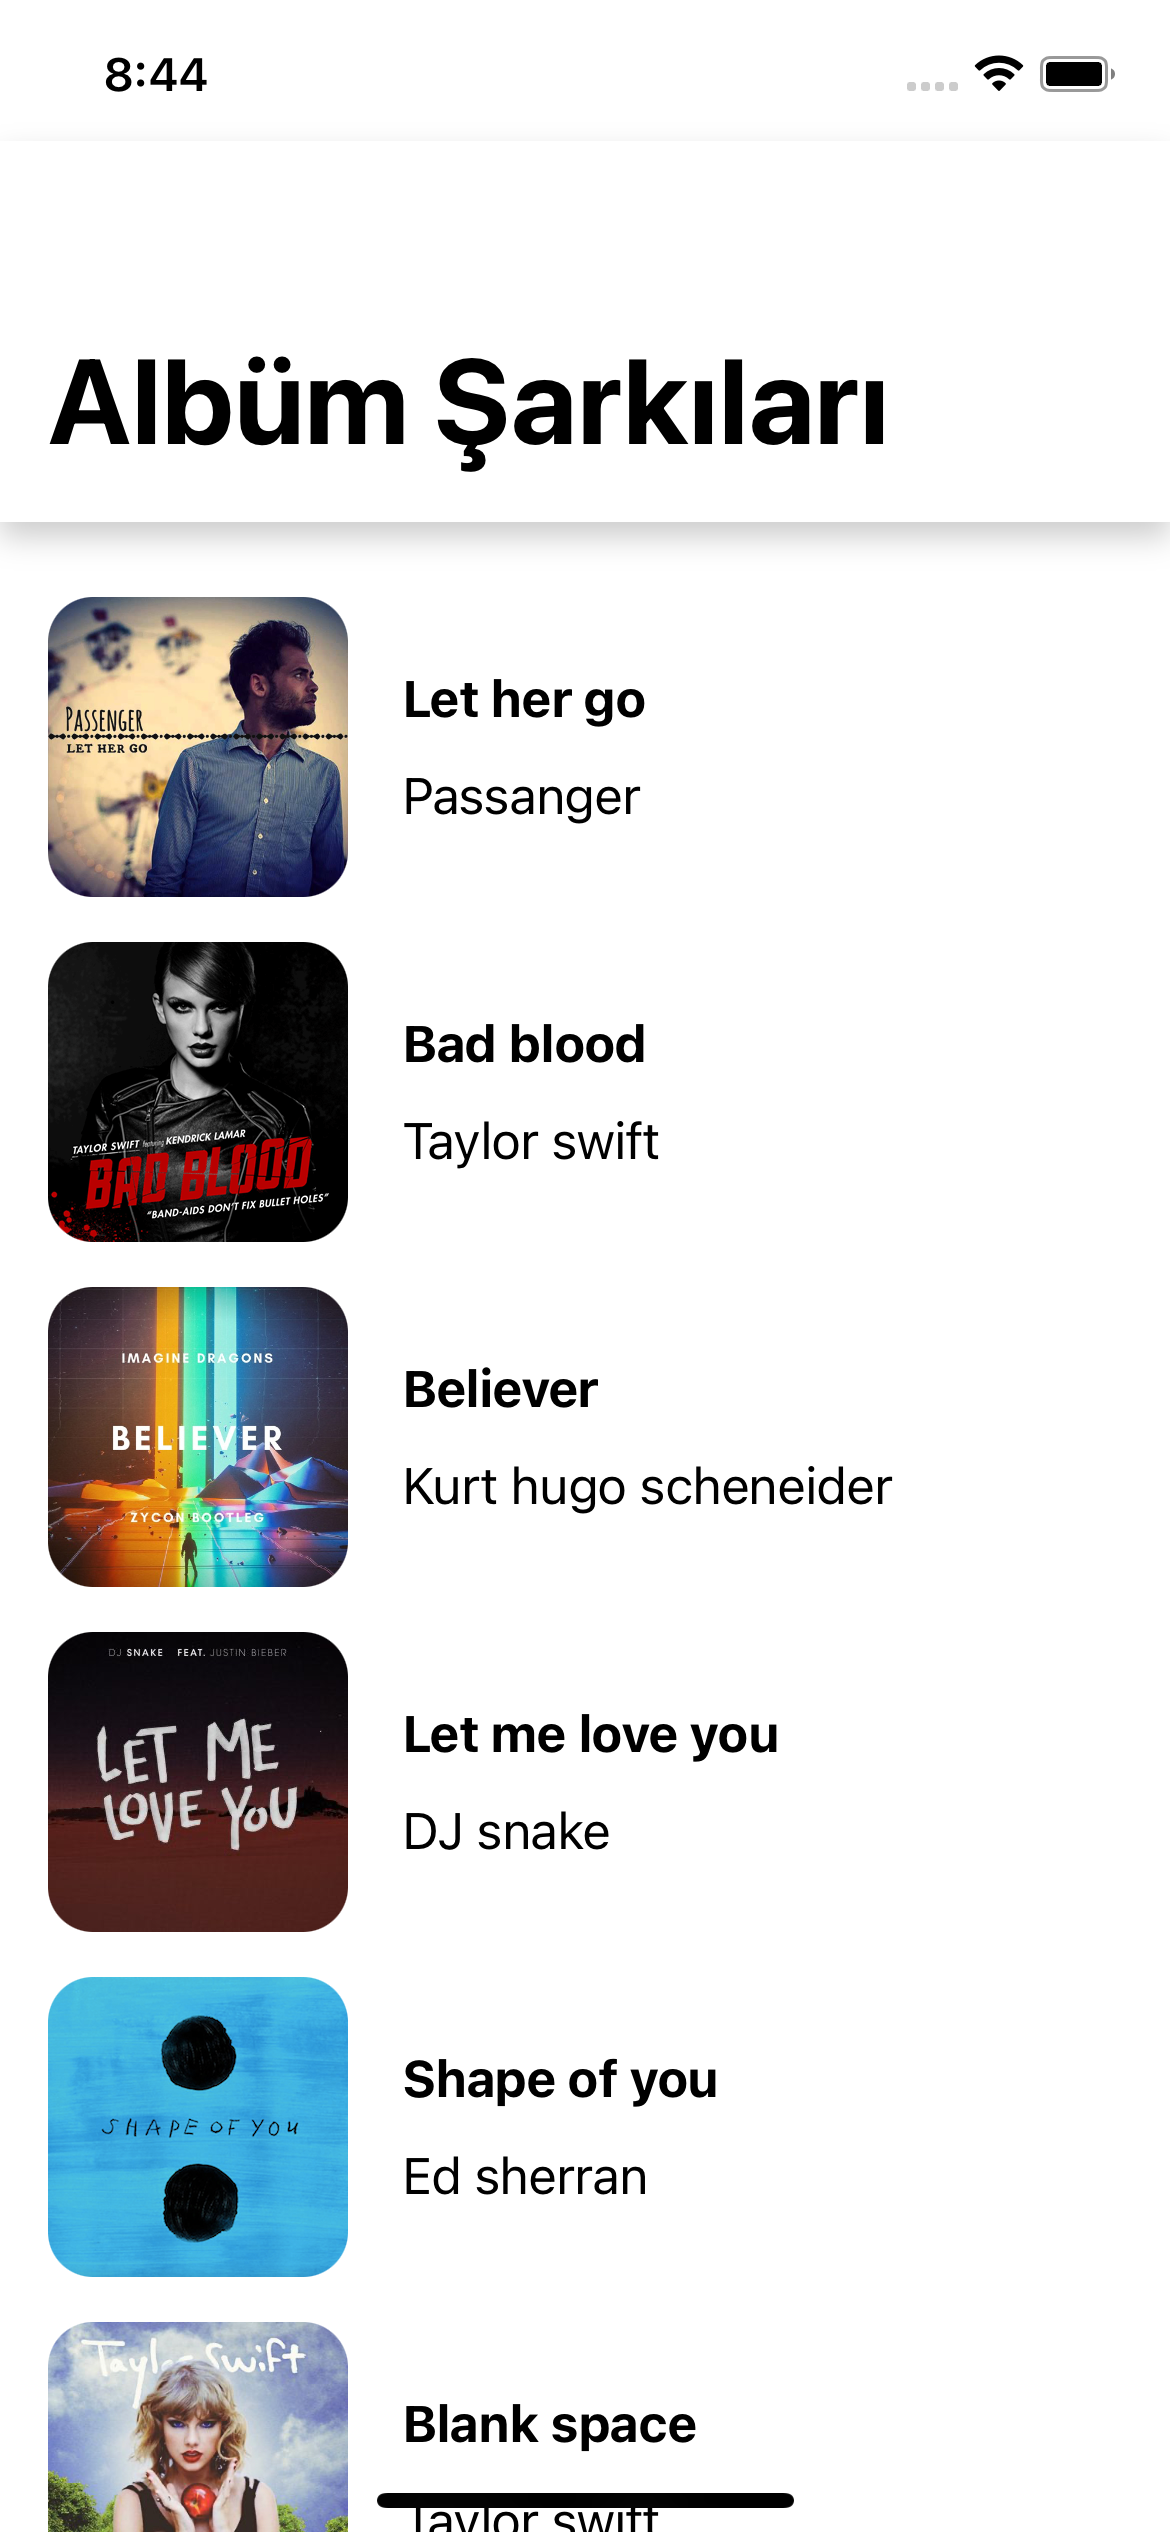 8:44
Albüm Şarkıları
PASSENGER
LET HER GO
Let her go
Passanger
TAYLOR SWIFT featuring KENDRICK LAMAR
BAD BLOOD
"BAND-AIDS DON'T FIX BULLET HOLES"
Bad blood
Taylor swift
IMAGINE DRAGONS
BELIEVER
ZYCON BOOTLEG
Believer
Kurt hugo scheneider
DJ SNAKE FEAT. JUSTIN BIEBER
LET ME
LOVE YOU
Let me love you
DJ snake
SHAPE OF YOU
Shape of you
Ed sherran
Taylor Swift
Blank space
Taylor swift